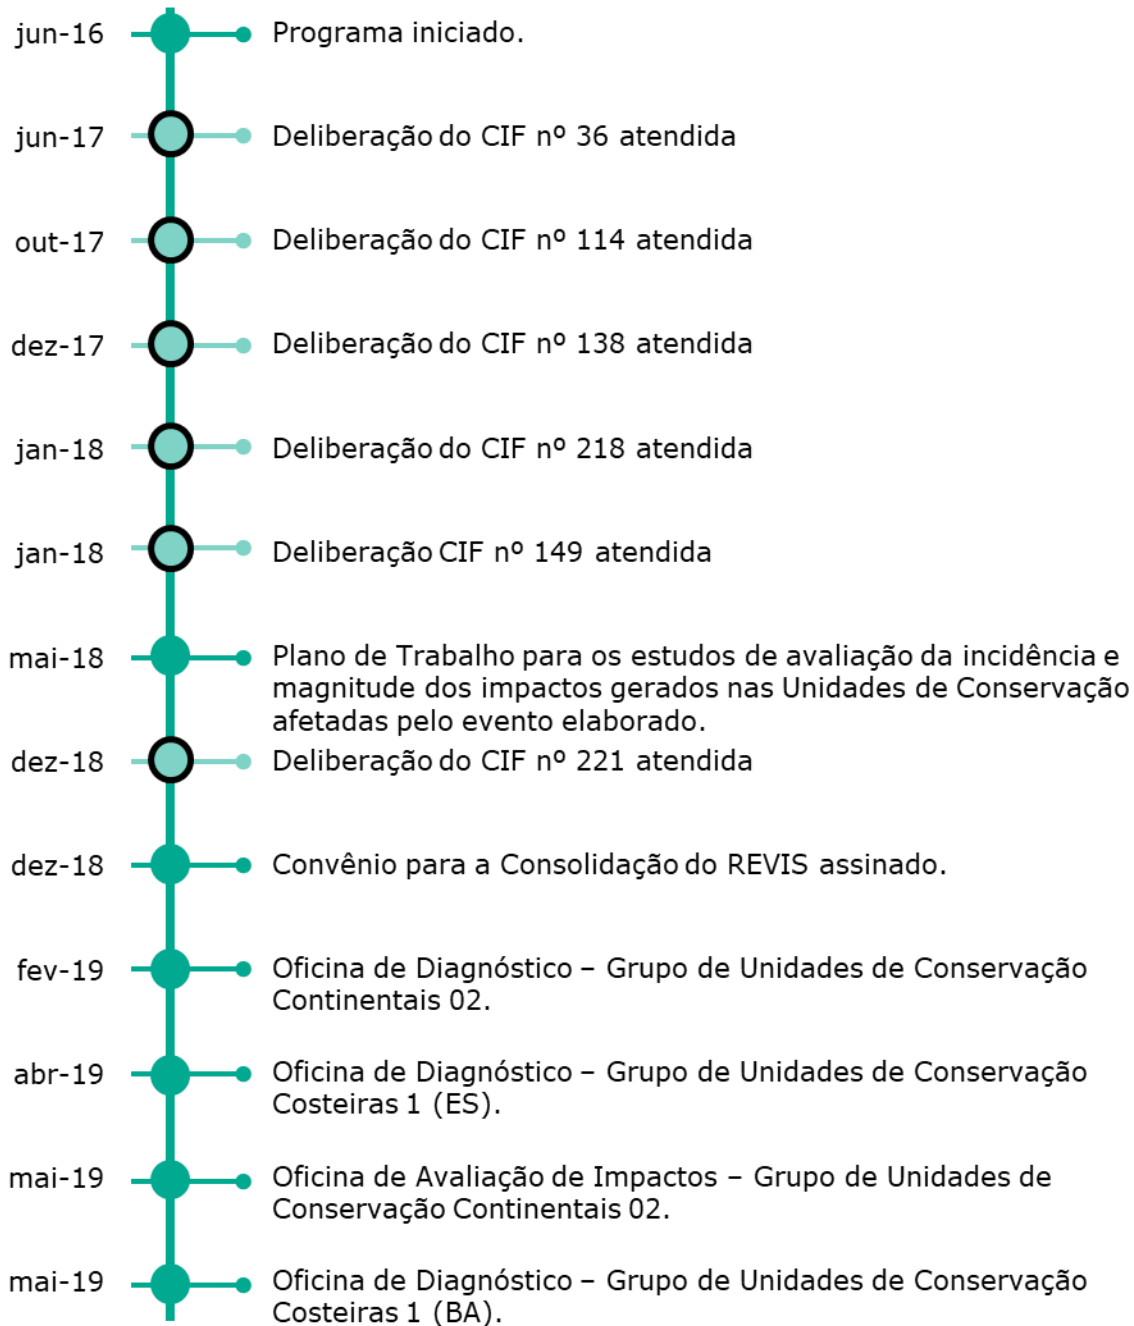 jun-16 Programa iniciado.
jun-17 Deliberação do CIF nº 36 atendida
out-17 Deliberação do CIF nº 114 atendida
dez-17 Deliberação do CIF nº 138 atendida
jan-18 Deliberação do CIF nº 218 atendida
jan-18 Deliberação CIF nº 149 atendida
mai-18 Plano de Trabalho para os estudos de avaliação da incidência e
magnitude dos impactos gerados nas Unidades de Conservação
afetadas pelo evento elaborado.
dez-18 Deliberação do CIF nº 221 atendida
dez-18 Convênio para a Consolidação do REVIS assinado.
fev-19 Oficina de Diagnóstico – Grupo de Unidades de Conservação
Continentais 02.
abr-19 Oficina de Diagnóstico – Grupo de Unidades de Conservação
Costeiras 1 (ES).
mai-19 Oficina de Avaliação de Impactos – Grupo de Unidades de
Conservação Continentais 02.
mai-19 Oficina de Diagnóstico – Grupo de Unidades de Conservação
Costeiras 1 (BA).